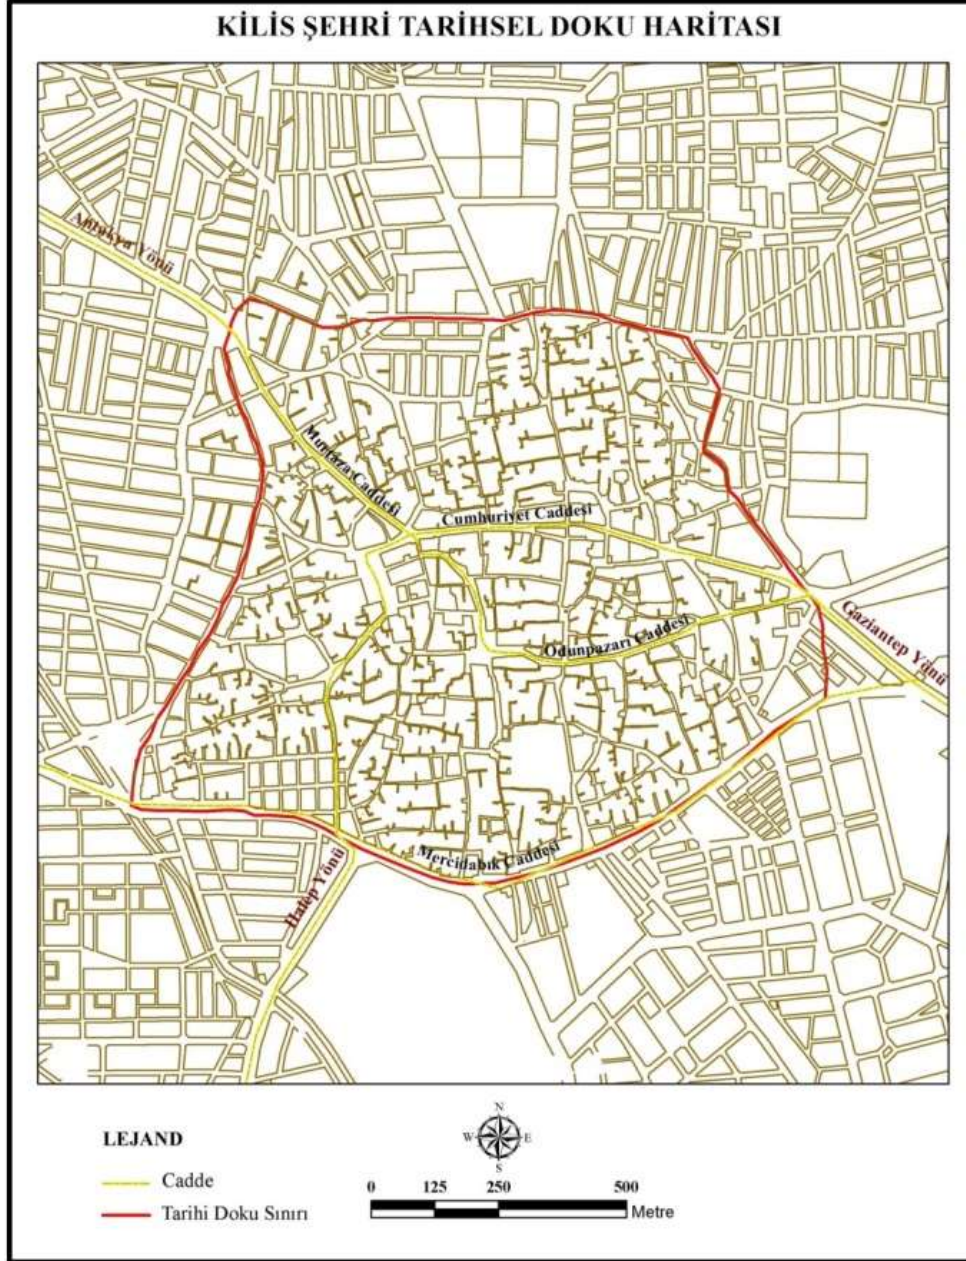 KİLİS ŞEHRİ TARİHSEL DOKU HARİTASI
Antakya Yönü
Murtaza Caddesi
Cumhuriyet Caddesi
Gaziantep Yönü
Odunpazarı Caddesi
Mercidabık Caddesi
Halep Yönü
N
W E
S
LEJAND
Cadde
Tarihi Doku Sınırı
0 125 250 500
Metre